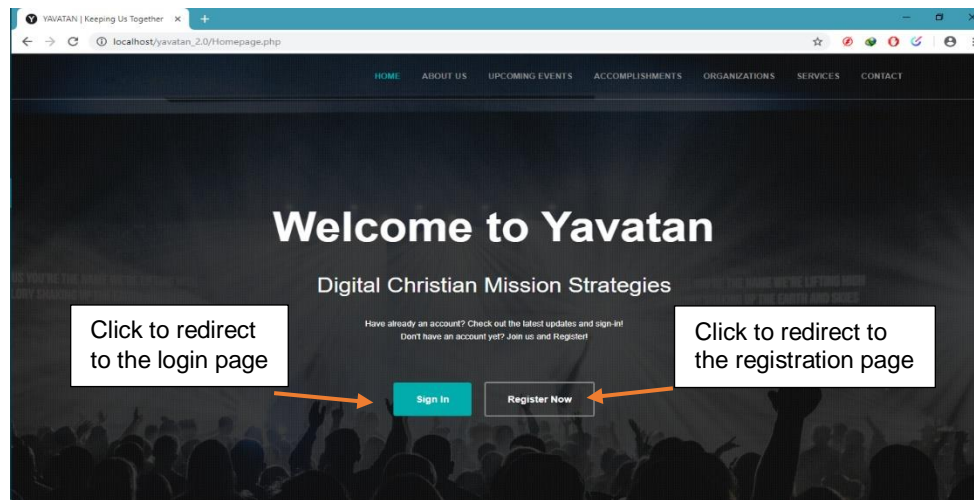 YAVATAN | Keeping Us Together
localhost/yavatan_2.0/Homepage.php
HOME ABOUT US UPCOMING EVENTS ACCOMPLISHMENTS ORGANIZATIONS SERVICES CONTACT
Welcome to Yavatan
Digital Christian Mission Strategies
Have already an account? Check out the latest updates and sign-in!
Don't have an account yet? Join us and Register!
Click to redirect
to the login page
Click to redirect to
the registration page
Sign In
Register Now